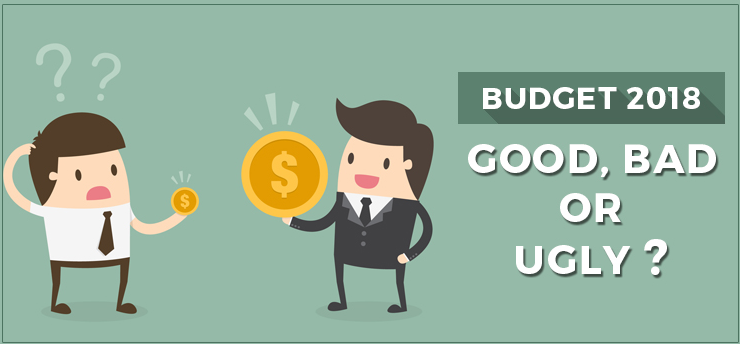 ? ?
$
$
BUDGET 2018
GOOD, BAD
OR
UGLY ?